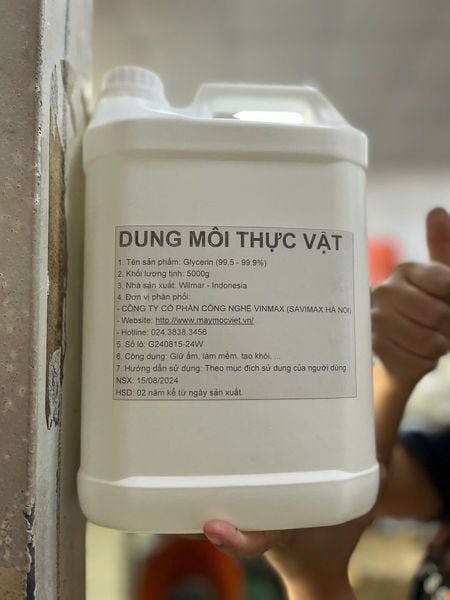 DUNG MÔI THỰC VẬT
1. Tên sản phẩm: Glycerin (99.5 - 99.9%)
2. Khối lượng tịnh: 5000g
3. Nhà sản xuất: Wilmar - Indonesia
4. Đơn vị phân phối:
- CÔNG TY CỔ PHẦN CÔNG NGHỆ VINMAX (SAVIMAX HÀ NỘI)
- Website: http://www.maymocviet.vn/
- Hotline: 024.3838.3456
5. Số lô: G240815-24W
6. Công dụng: Giữ ẩm, làm mềm, tạo khói, ...
7. Hướng dẫn sử dụng: Theo mục đích sử dụng của người dùng
NSX: 15/08/2024
HSD: 02 năm kể từ ngày sản xuất.